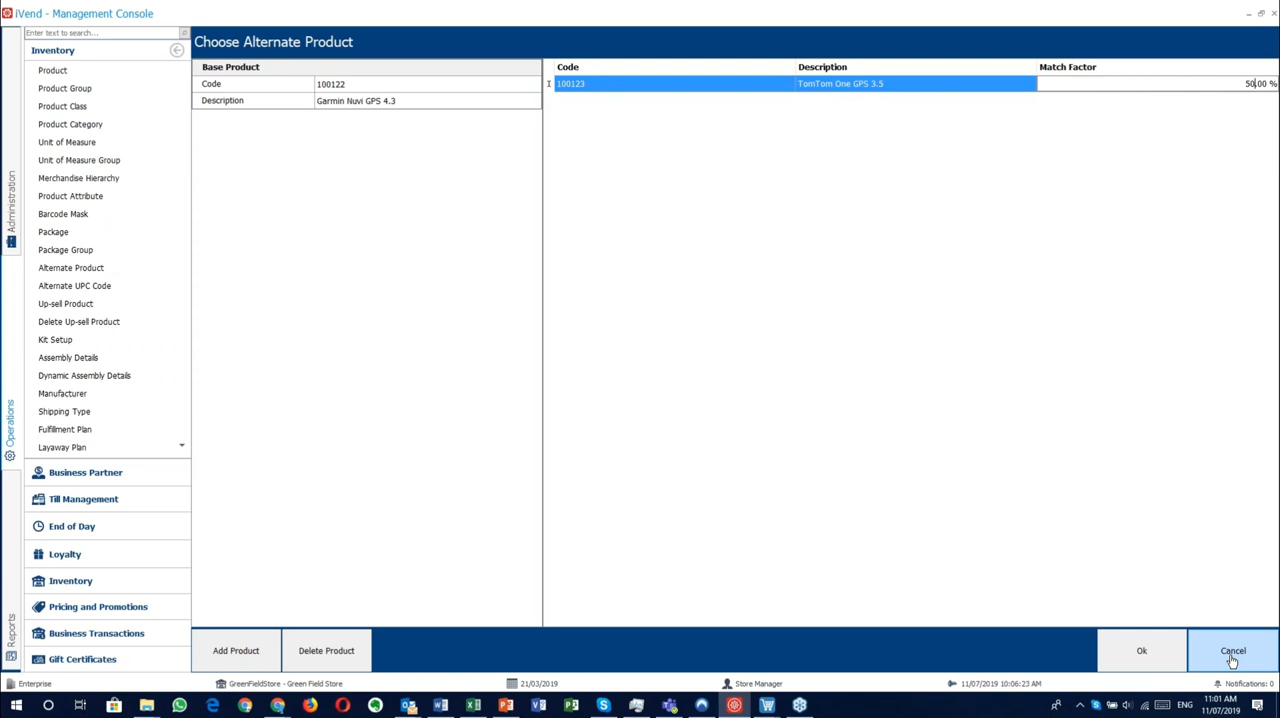 iVend - Management Console
Enter text to search...
Inventory
Product
Product Group
Product Class
Product Category
Unit of Measure
Unit of Measure Group
Merchandise Hierarchy
Product Attribute
Barcode Mask
Package
Package Group
Alternate Product
Alternate UPC Code
Up-sell Product
Delete Up-sell Product
Kit Setup
Assembly Details
Dynamic Assembly Details
Manufacturer
Shipping Type
Fulfillment Plan
Layaway Plan
Business Partner
Till Management
End of Day
Loyalty
Inventory
Pricing and Promotions
Business Transactions
Gift Certificates
Administration
Operations
Reports
Choose Alternate Product
Base Product
Code 100122
Description Garmin Nuvi GPS 4.3
Code Description Match Factor
100123 TomTom One GPS 3.5 50.00 %
Add Product Delete Product Ok Cancel
Enterprise GreenFieldStore - Green Field Store 21/03/2019 Store Manager 11/07/2019 10:06:23 AM Notifications: 0
ENG
11:01 AM
11/07/2019